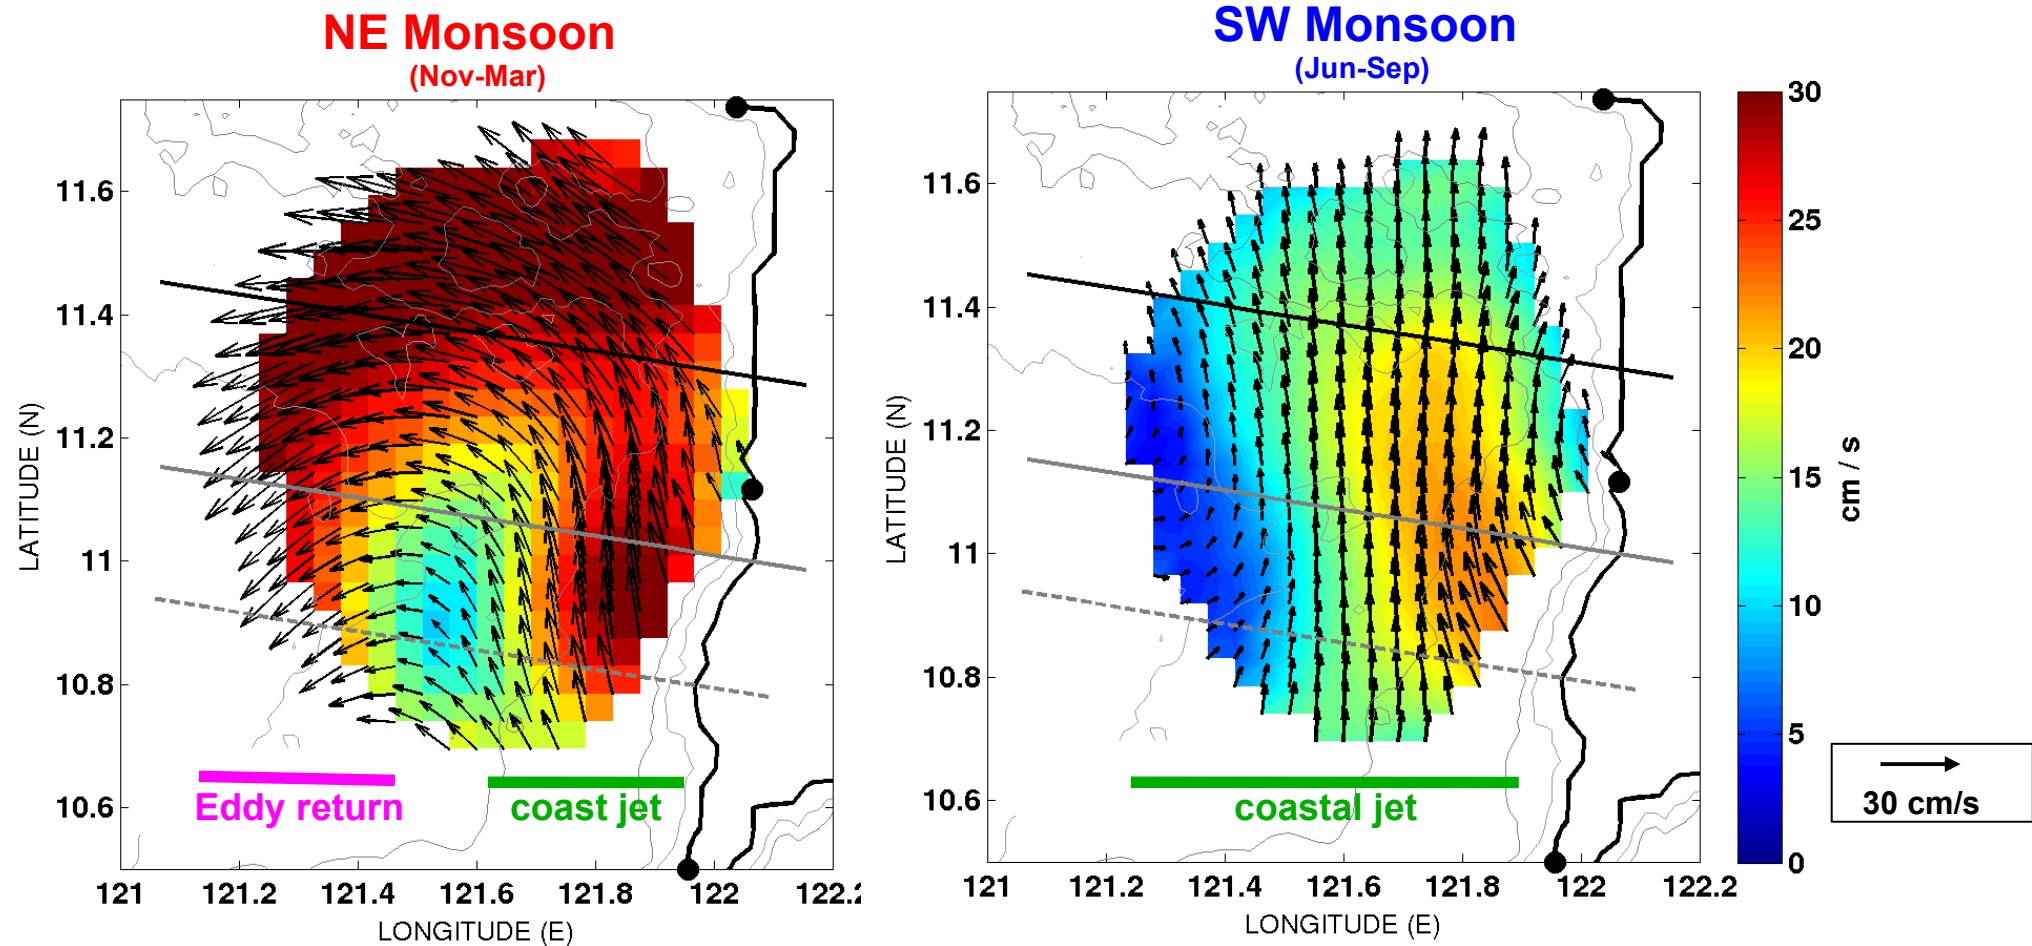 NE Monsoon
(Nov-Mar)
11.6
11.4
11.2
11
10.8
10.6
LATITUDE (N)
Eddy return
coast jet
121
121.2
121.4
121.6
121.8
122
122.2
LONGITUDE (E)
SW Monsoon
(Jun-Sep)
11.6
11.4
11.2
11
10.8
10.6
LATITUDE (N)
coastal jet
121
121.2
121.4
121.6
121.8
122
122.2
LONGITUDE (E)
30
25
20
15
10
5
0
cm / s
30 cm/s